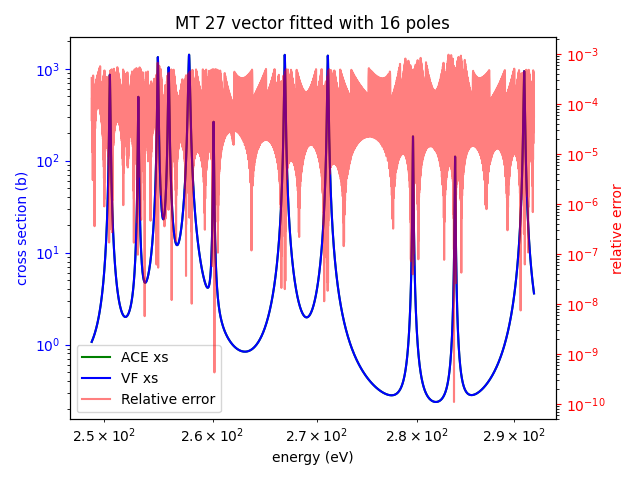 MT 27 vector fitted with 16 poles
cross section (b)
10³
10²
10¹
10⁰
10⁻³
10⁻⁴
10⁻⁵
10⁻⁶
10⁻⁷
10⁻⁸
10⁻⁹
10⁻¹⁰
relative error
ACE xs
VF xs
Relative error
2.5 × 10² 2.6 × 10² 2.7 × 10² 2.8 × 10² 2.9 × 10²
energy (eV)